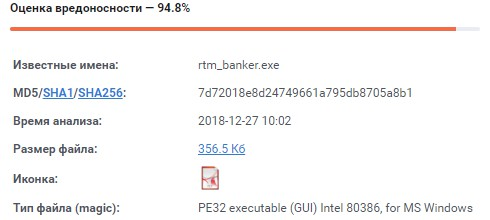 Оценка вредоносности — 94.8%
Известные имена: rtm_banker.exe
MD5/SHA1/SHA256: 7d72018e8d24749661a795db8705a8b1
Время анализа: 2018-12-27 10:02
Размер файла: 356.5 Кб
Иконка:
Тип файла (magic): PE32 executable (GUI) Intel 80386, for MS Windows